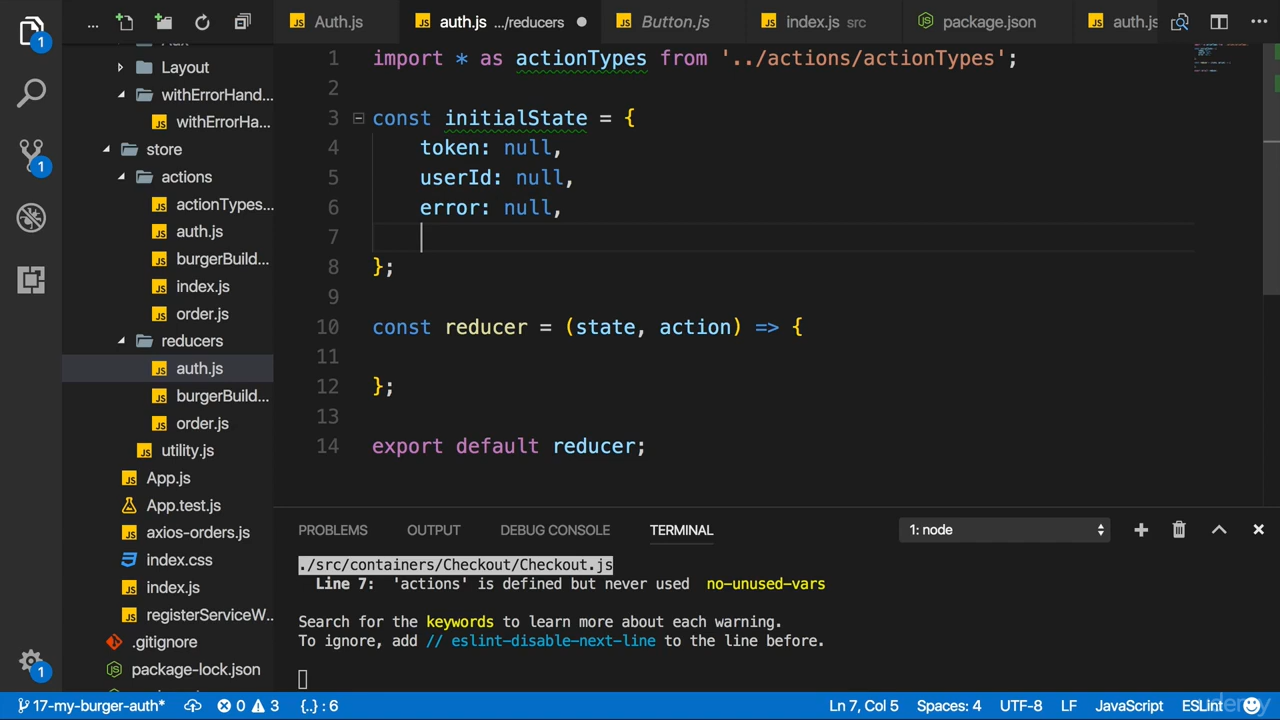 ...
Auth.js
auth.js .../reducers
Button.js
index.js src
package.json
auth.js
...
1
1
1
Layout
withErrorHand...
withErrorHa...
store
actions
actionTypes...
auth.js
burgerBuild...
index.js
order.js
reducers
auth.js
burgerBuild...
order.js
utility.js
App.js
App.test.js
axios-orders.js
index.css
index.js
registerServiceW...
.gitignore
package-lock.json
1 import * as actionTypes from '../actions/actionTypes';
2
3 const initialState = {
4 token: null,
5 userId: null,
6 error: null,
7
8 };
9
10 const reducer = (state, action) => {
11
12 };
13
14 export default reducer;
PROBLEMS OUTPUT DEBUG CONSOLE TERMINAL 1: node
./src/containers/Checkout/Checkout.js
Line 7: 'actions' is defined but never used no-unused-vars
Search for the keywords to learn more about each warning.
To ignore, add // eslint-disable-next-line to the line before.
17-my-burger-auth* 0 3 {..} : 6 Ln 7, Col 5 Spaces: 4 UTF-8 LF JavaScript ESLint
udemy